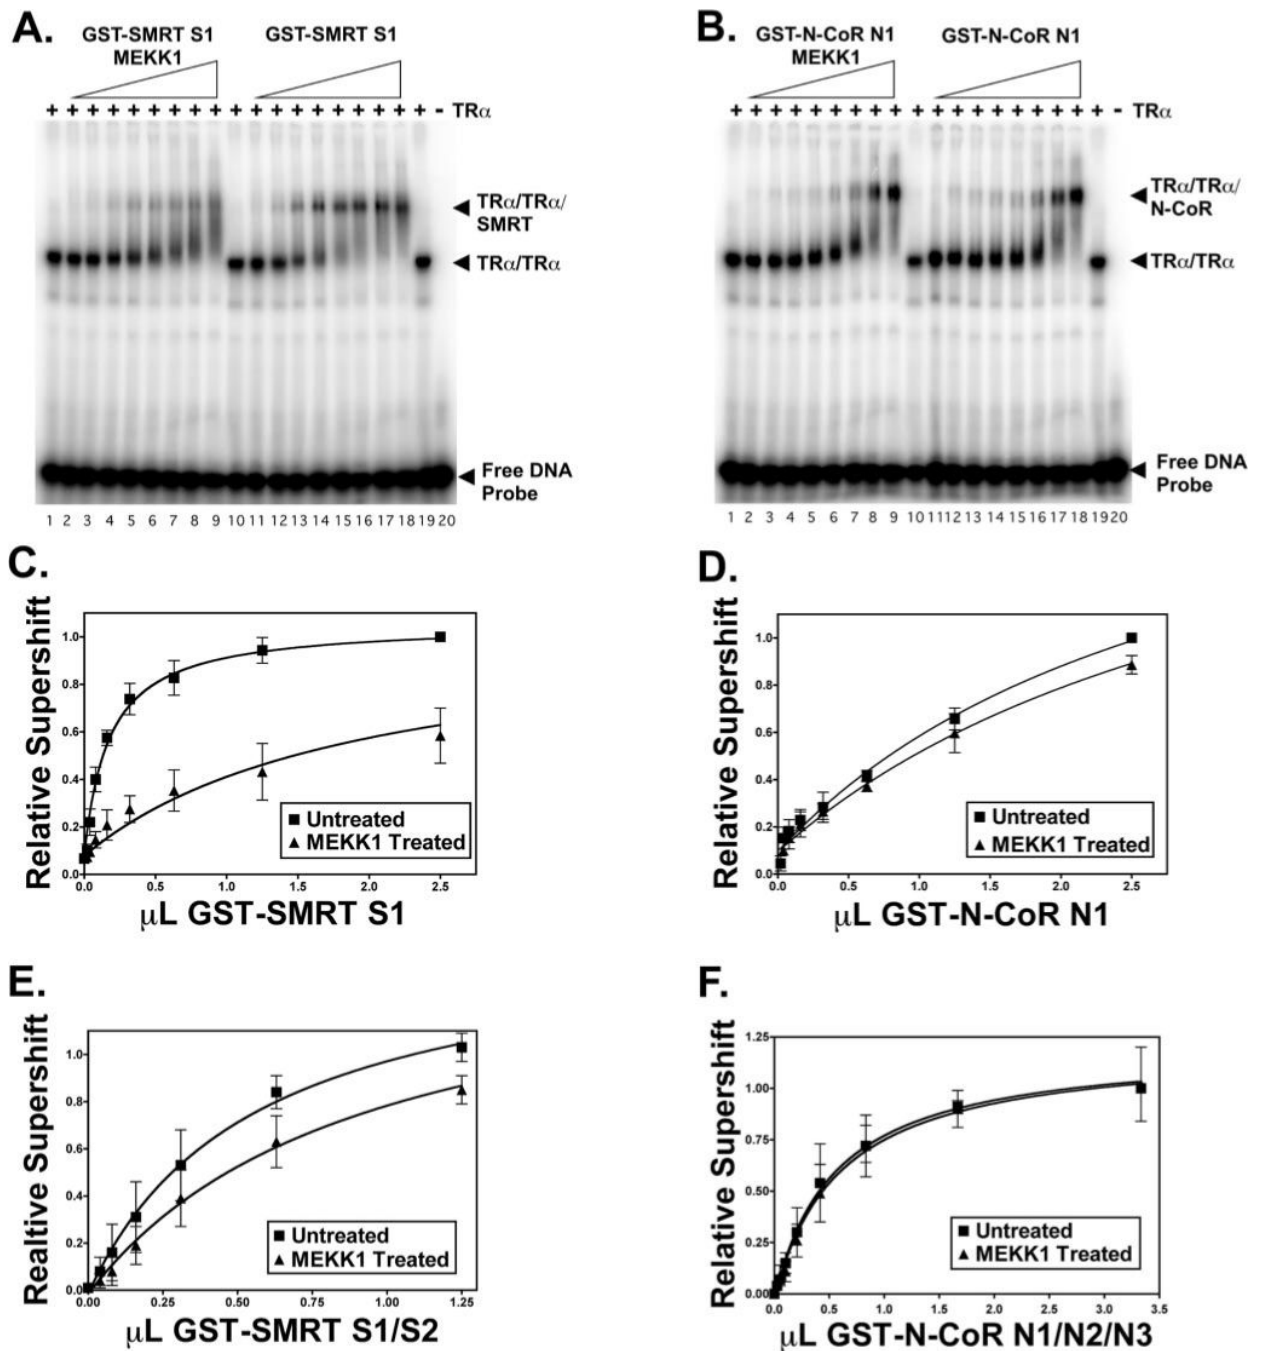 A.
GST-SMRT S1
MEKK1
GST-SMRT S1
+ + + + + + + + + + + + + + + + + + + - TRα
TRα/TRα/
SMRT
TRα/TRα
Free DNA
Probe
1 2 3 4 5 6 7 8 9 10 11 12 13 14 15 16 17 18 19 20
B.
GST-N-CoR N1
MEKK1
GST-N-CoR N1
+ + + + + + + + + + + + + + + + + + + - TRα
TRα/TRα/
N-CoR
TRα/TRα
Free DNA
Probe
1 2 3 4 5 6 7 8 9 10 11 12 13 14 15 16 17 18 19 20
C.
Relative Supershift
1.0
0.8
0.6
0.4
0.2
0.0
Untreated
MEKK1 Treated
0.0 0.5 1.0 1.5 2.0 2.5
μL GST-SMRT S1
D.
Relative Supershift
1.0
0.8
0.6
0.4
0.2
0.0
Untreated
MEKK1 Treated
0.0 0.5 1.0 1.5 2.0 2.5
μL GST-N-CoR N1
E.
Realtive Supershift
1.0
0.8
0.6
0.4
0.2
0.0
Untreated
MEKK1 Treated
0.00 0.25 0.50 0.75 1.00 1.25
μL GST-SMRT S1/S2
F.
Relative Supershift
1.25
1.00
0.75
0.50
0.25
0.00
Untreated
MEKK1 Treated
0.0 0.5 1.0 1.5 2.0 2.5 3.0 3.5
μL GST-N-CoR N1/N2/N3